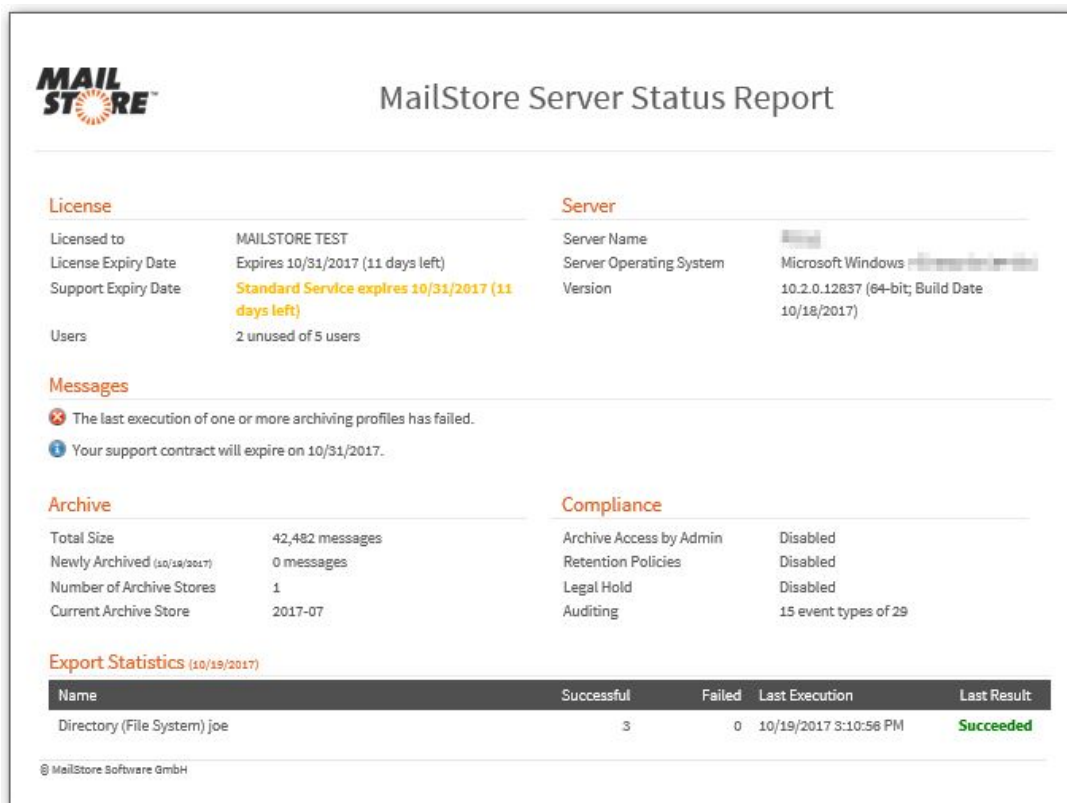 MAIL
STORE™
MailStore Server Status Report
License
Licensed to MAILSTORE TEST
License Expiry Date Expires 10/31/2017 (11 days left)
Support Expiry Date Standard Service expires 10/31/2017 (11
days left)
Users 2 unused of 5 users
Server
Server Name
Server Operating System Microsoft Windows
Version 10.2.0.12837 (64-bit; Build Date
10/18/2017)
Messages
The last execution of one or more archiving profiles has failed.
Your support contract will expire on 10/31/2017.
Archive
Total Size 42,482 messages
Newly Archived (10/19/2017) 0 messages
Number of Archive Stores 1
Current Archive Store 2017-07
Compliance
Archive Access by Admin Disabled
Retention Policies Disabled
Legal Hold Disabled
Auditing 15 event types of 29
Export Statistics (10/19/2017)
Name Successful Failed Last Execution Last Result
Directory (File System) joe 3 0 10/19/2017 3:10:56 PM Succeeded
© MailStore Software GmbH